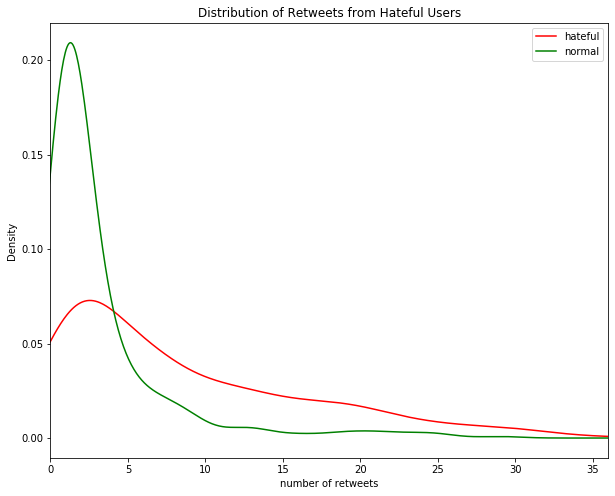 Distribution of Retweets from Hateful Users
hateful
normal
0.20
0.15
0.10
0.05
0.00
Density
0 5 10 15 20 25 30 35
number of retweets